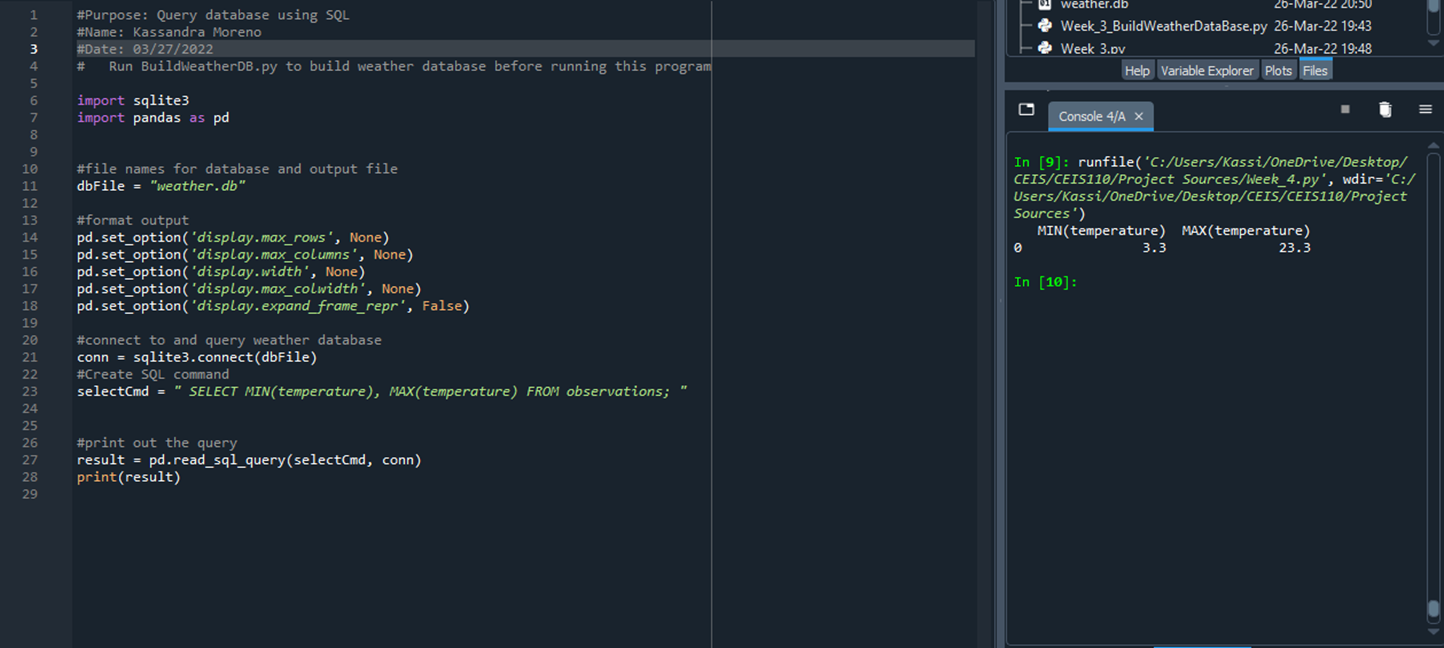 1 #Purpose: Query database using SQL
2 #Name: Kassandra Moreno
3 #Date: 03/27/2022
4 #   Run BuildWeatherDB.py to build weather database before running this program
5
6 import sqlite3
7 import pandas as pd
8
9
10 #file names for database and output file
11 dbFile = "weather.db"
12
13 #format output
14 pd.set_option('display.max_rows', None)
15 pd.set_option('display.max_columns', None)
16 pd.set_option('display.width', None)
17 pd.set_option('display.max_colwidth', None)
18 pd.set_option('display.expand_frame_repr', False)
19
20 #connect to and query weather database
21 conn = sqlite3.connect(dbFile)
22 #Create SQL command
23 selectCmd = " SELECT MIN(temperature), MAX(temperature) FROM observations; "
24
25
26 #print out the query
27 result = pd.read_sql_query(selectCmd, conn)
28 print(result)
29
weather.db 26-Mar-22 20:50
Week_3_BuildWeatherDataBase.py 26-Mar-22 19:43
Week_3.py 26-Mar-22 19:48
Help Variable Explorer Plots Files
Console 4/A ×
In [9]: runfile('C:/Users/Kassi/OneDrive/Desktop/
CEIS/CEIS110/Project Sources/Week_4.py', wdir='C:/
Users/Kassi/OneDrive/Desktop/CEIS/CEIS110/Project
Sources')
   MIN(temperature)  MAX(temperature)
0               3.3              23.3
In [10]: